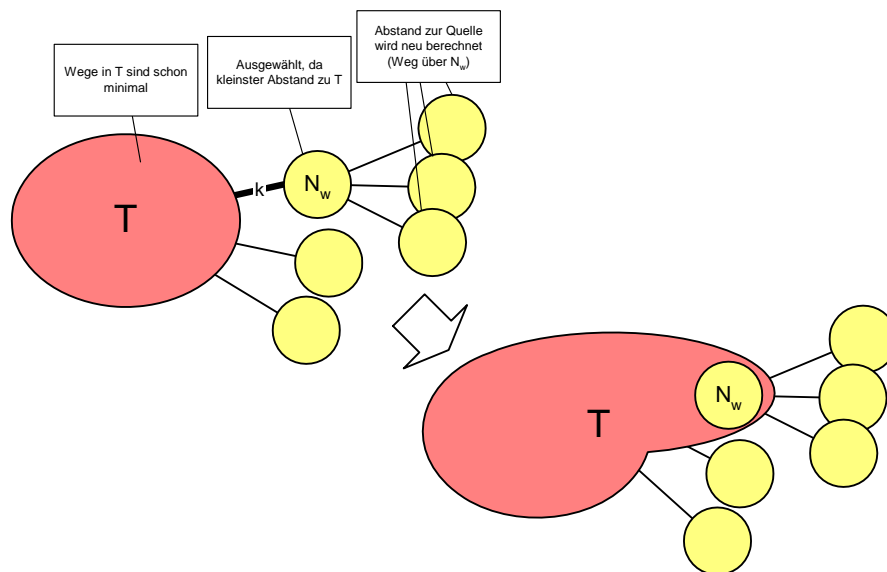 Wege in T sind schon
minimal
Ausgewählt, da
kleinster Abstand zu T
Abstand zur Quelle
wird neu berechnet
(Weg über Nw)
T
k
Nw
T
Nw